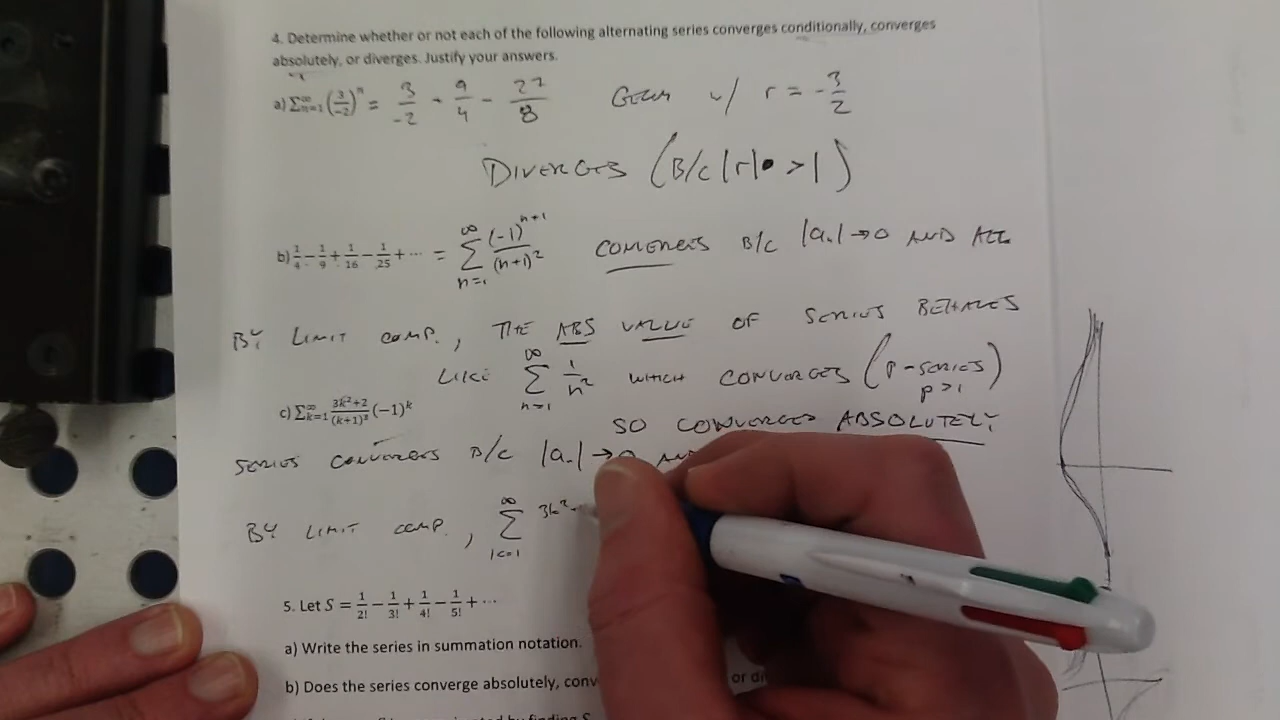 4. Determine whether or not each of the following alternating series converges conditionally, converges
absolutely, or diverges. Justify your answers.
a) ∑_{n=1}^{∞} (3/-2)^n = 3/-2 + 9/4 - 27/8 GEOM w/ r = -3/2
DIVERGES (B/C |r| > 1)
b) 1/4 - 1/9 + 1/16 - 1/25 + ⋯ = ∑_{n=1}^{∞} (-1)^{n+1}/(n+1)^2 CONVERGES B/C |aₙ| → 0 AND ALT.
BY LIMIT COMP., THE ABS VALUE OF SERIES BEHAVES
LIKE ∑_{n=1}^{∞} 1/n^2 WHICH CONVERGES (P-SERIES P>1)
c) ∑_{k=1}^{∞} 3k²+2/(k+1)³ (-1)^k
SO CONVERGES ABSOLUTELY
SERIES CONVERGES B/C |aₙ| → 0 AND
BY LIMIT COMP., ∑_{k=1}^{∞} 3k²
5. Let S = 1/2! - 1/3! + 1/4! - 1/5! + ⋯
a) Write the series in summation notation.
b) Does the series converge absolutely, or